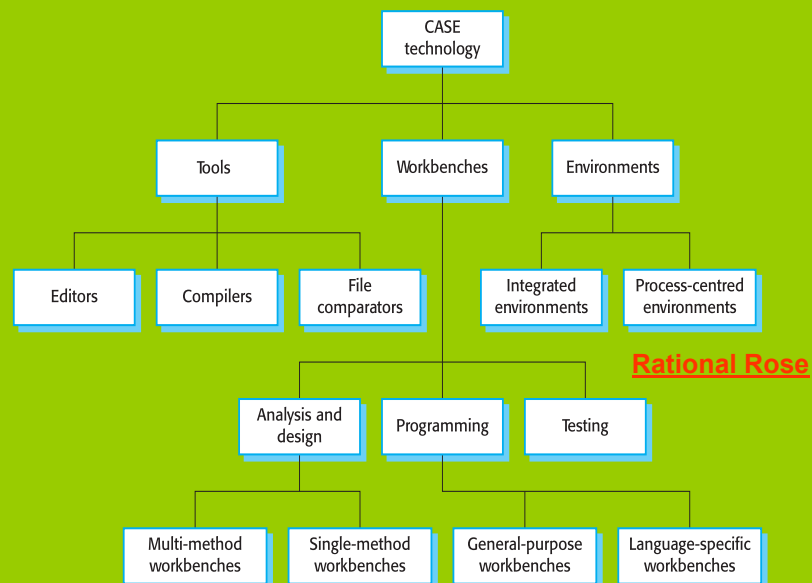 CASE
technology
Tools
Workbenches
Environments
Editors
Compilers
File
comparators
Integrated
environments
Process-centred
environments
Rational Rose
Analysis and
design
Programming
Testing
Multi-method
workbenches
Single-method
workbenches
General-purpose
workbenches
Language-specific
workbenches